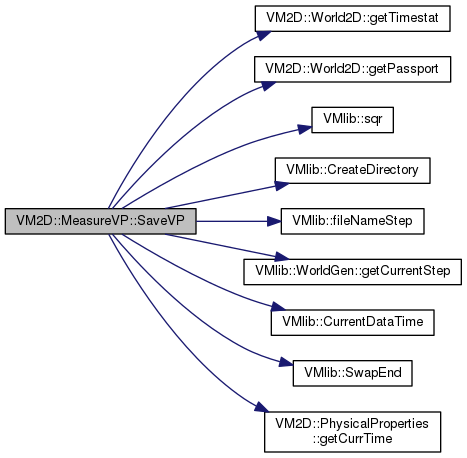 VM2D::World2D::getTimestat
VM2D::World2D::getPassport
VMlib::sqr
VMlib::CreateDirectory
VM2D::MeasureVP::SaveVP
VMlib::fileNameStep
VMlib::WorldGen::getCurrentStep
VMlib::CurrentDataTime
VMlib::SwapEnd
VM2D::PhysicalProperties
::getCurrTime